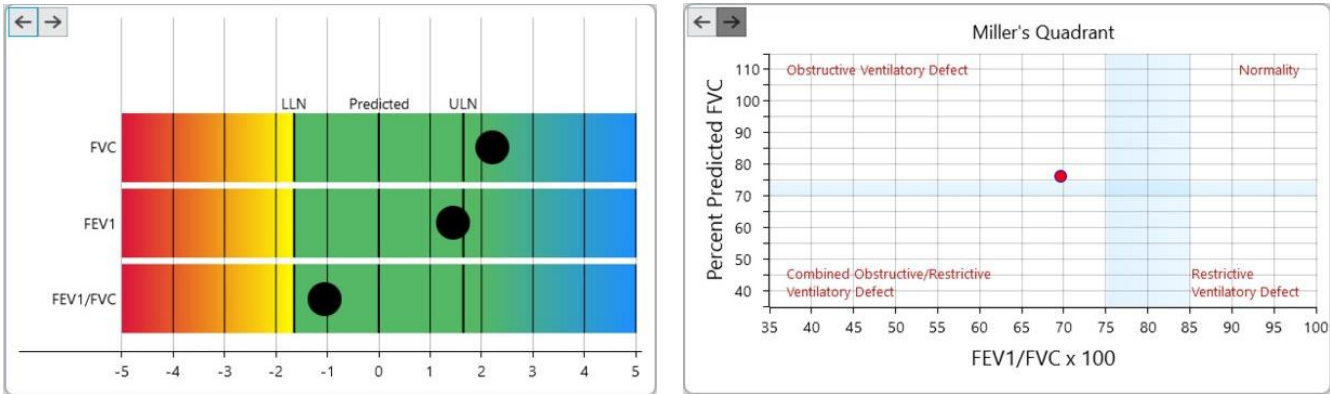 LLN Predicted ULN
FVC
FEV1
FEV1/FVC
-5 -4 -3 -2 -1 0 1 2 3 4 5
Miller's Quadrant
Percent Predicted FVC
110
100
90
80
70
60
50
40
Obstructive Ventilatory Defect
Normality
Combined Obstructive/Restrictive
Ventilatory Defect
Restrictive
Ventilatory Defect
35 40 45 50 55 60 65 70 75 80 85 90 95 100
FEV1/FVC x 100